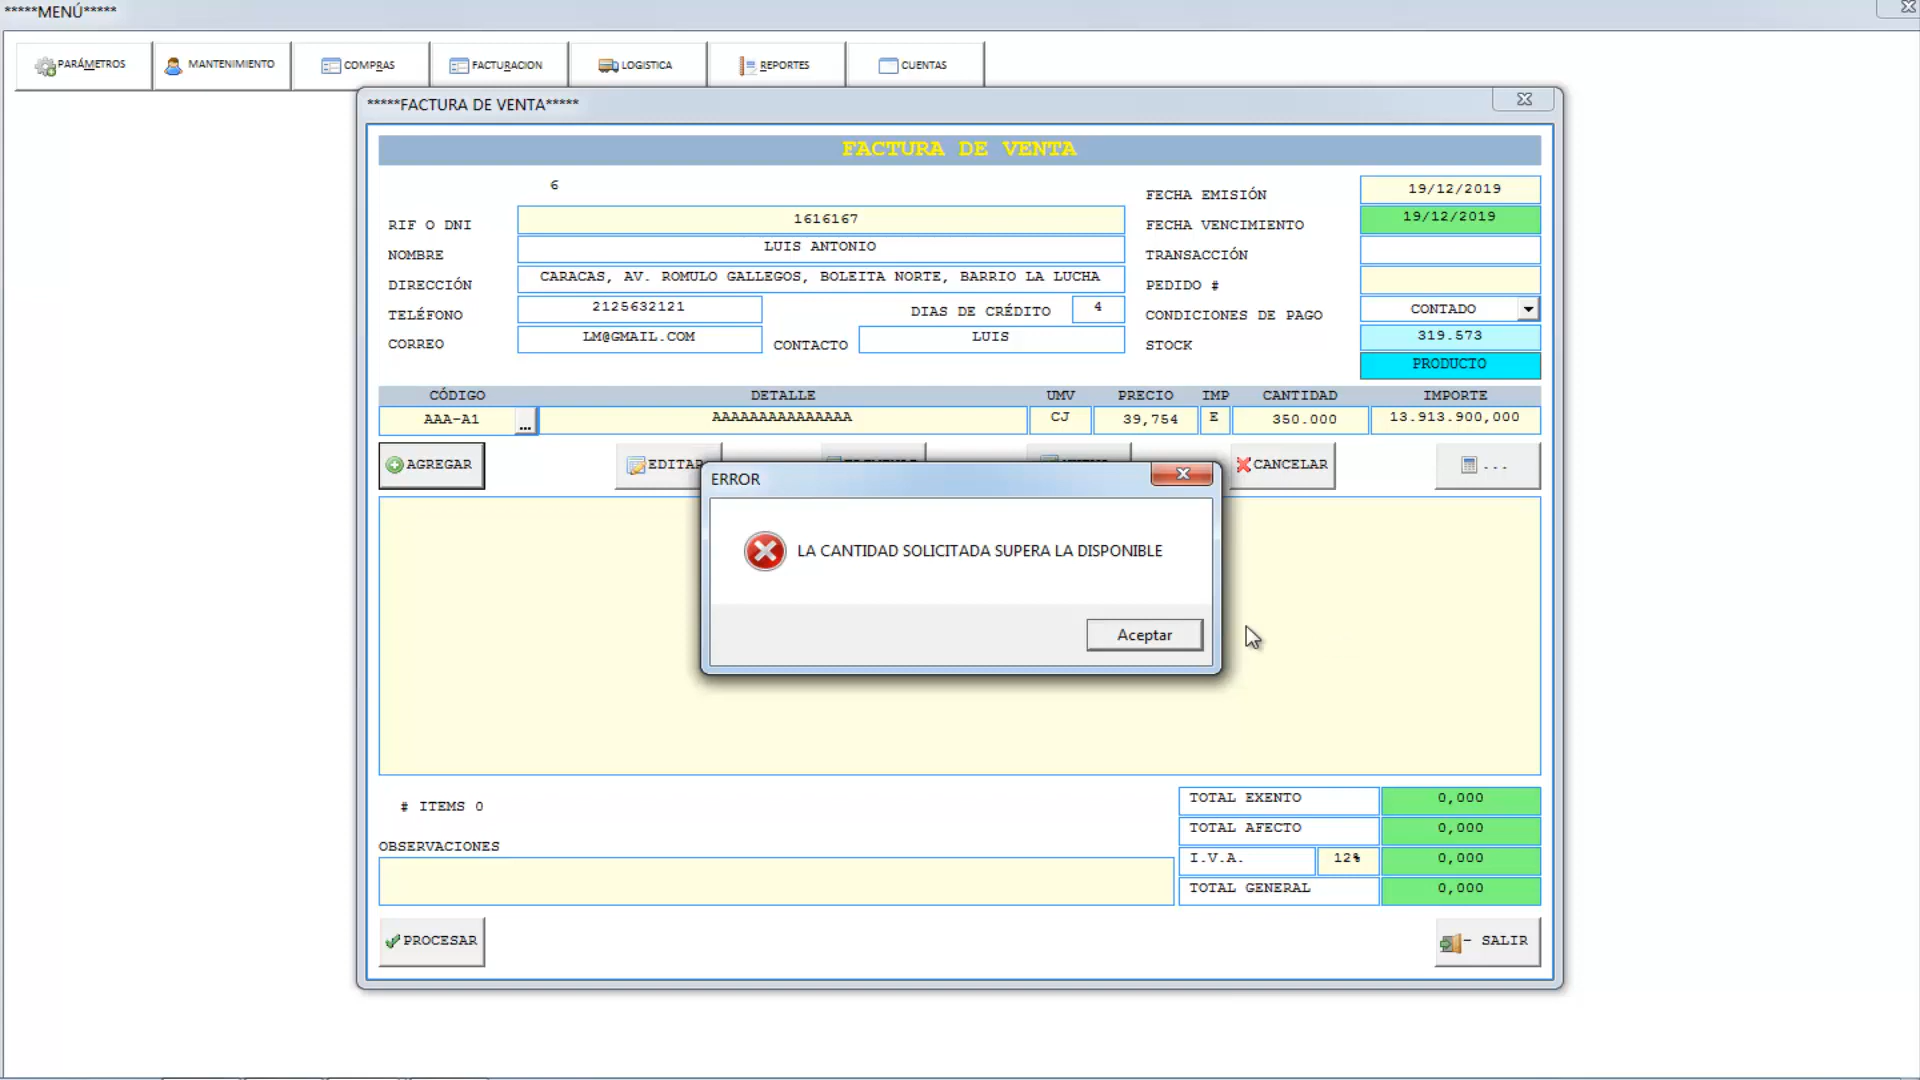 *****MENÚ*****
PARÁMETROS
MANTENIMIENTO
COMPRAS
FACTURACION
LOGISTICA
REPORTES
CUENTAS
*****FACTURA DE VENTA*****
FACTURA DE VENTA
6
FECHA EMISIÓN 19/12/2019
RIF O DNI 1616167
FECHA VENCIMIENTO 19/12/2019
NOMBRE LUIS ANTONIO
TRANSACCIÓN
DIRECCIÓN CARACAS, AV. ROMULO GALLEGOS, BOLEITA NORTE, BARRIO LA LUCHA
PEDIDO #
TELÉFONO 2125632121 DIAS DE CRÉDITO 4
CONDICIONES DE PAGO CONTADO
CORREO LM@GMAIL.COM CONTACTO LUIS
STOCK 319.573
PRODUCTO
CÓDIGO DETALLE UMV PRECIO IMP CANTIDAD IMPORTE
AAA-A1 ... AAAAAAAAAAAAAAA CJ 39,754 E 350.000 13.913.900,000
AGREGAR EDITAR CANCELAR ...
ERROR
LA CANTIDAD SOLICITADA SUPERA LA DISPONIBLE
Aceptar
# ITEMS 0
TOTAL EXENTO 0,000
TOTAL AFECTO 0,000
OBSERVACIONES
I.V.A. 12% 0,000
TOTAL GENERAL 0,000
PROCESAR
- SALIR